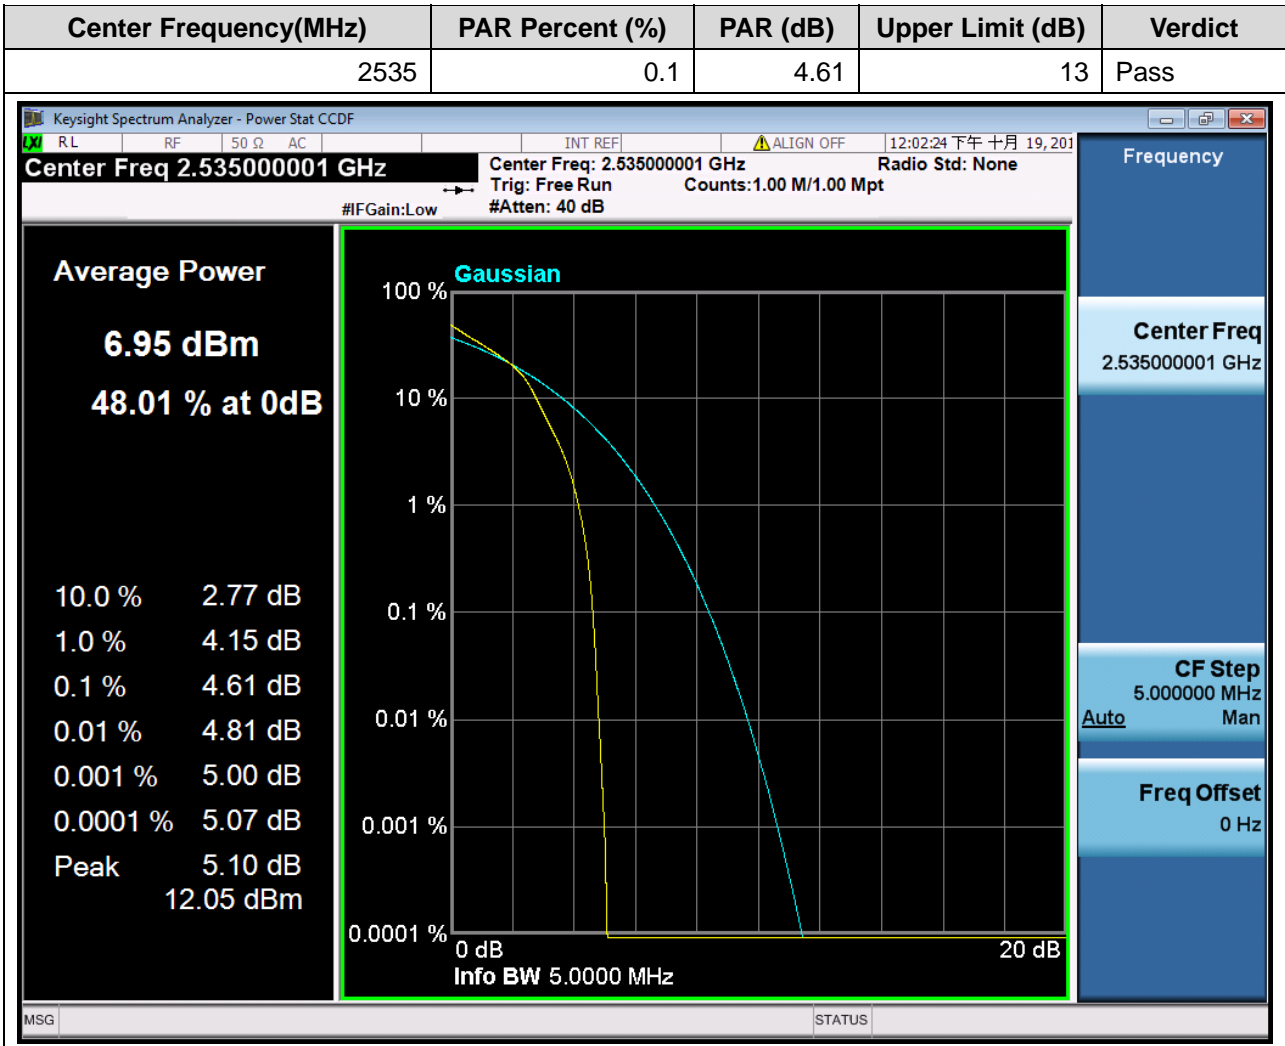 Center Frequency(MHz) PAR Percent (%) PAR (dB) Upper Limit (dB) Verdict
2535 0.1 4.61 13 Pass
Keysight Spectrum Analyzer - Power Stat CCDF
LXI RL RF 50 Ω AC INT REF ALIGN OFF 12:02:24 下午 十月 19, 201
Center Freq 2.535000001 GHz
Center Freq: 2.535000001 GHz Radio Std: None
Trig: Free Run Counts:1.00 M/1.00 Mpt
#IFGain:Low #Atten: 40 dB
Frequency
Average Power
6.95 dBm
48.01 % at 0dB
10.0 % 2.77 dB
1.0 % 4.15 dB
0.1 % 4.61 dB
0.01 % 4.81 dB
0.001 % 5.00 dB
0.0001 % 5.07 dB
Peak 5.10 dB
12.05 dBm
Gaussian
100 %
10 %
1 %
0.1 %
0.01 %
0.001 %
0.0001 %
0 dB 20 dB
Info BW 5.0000 MHz
Center Freq
2.535000001 GHz
CF Step
5.000000 MHz
Auto Man
Freq Offset
0 Hz
MSG STATUS